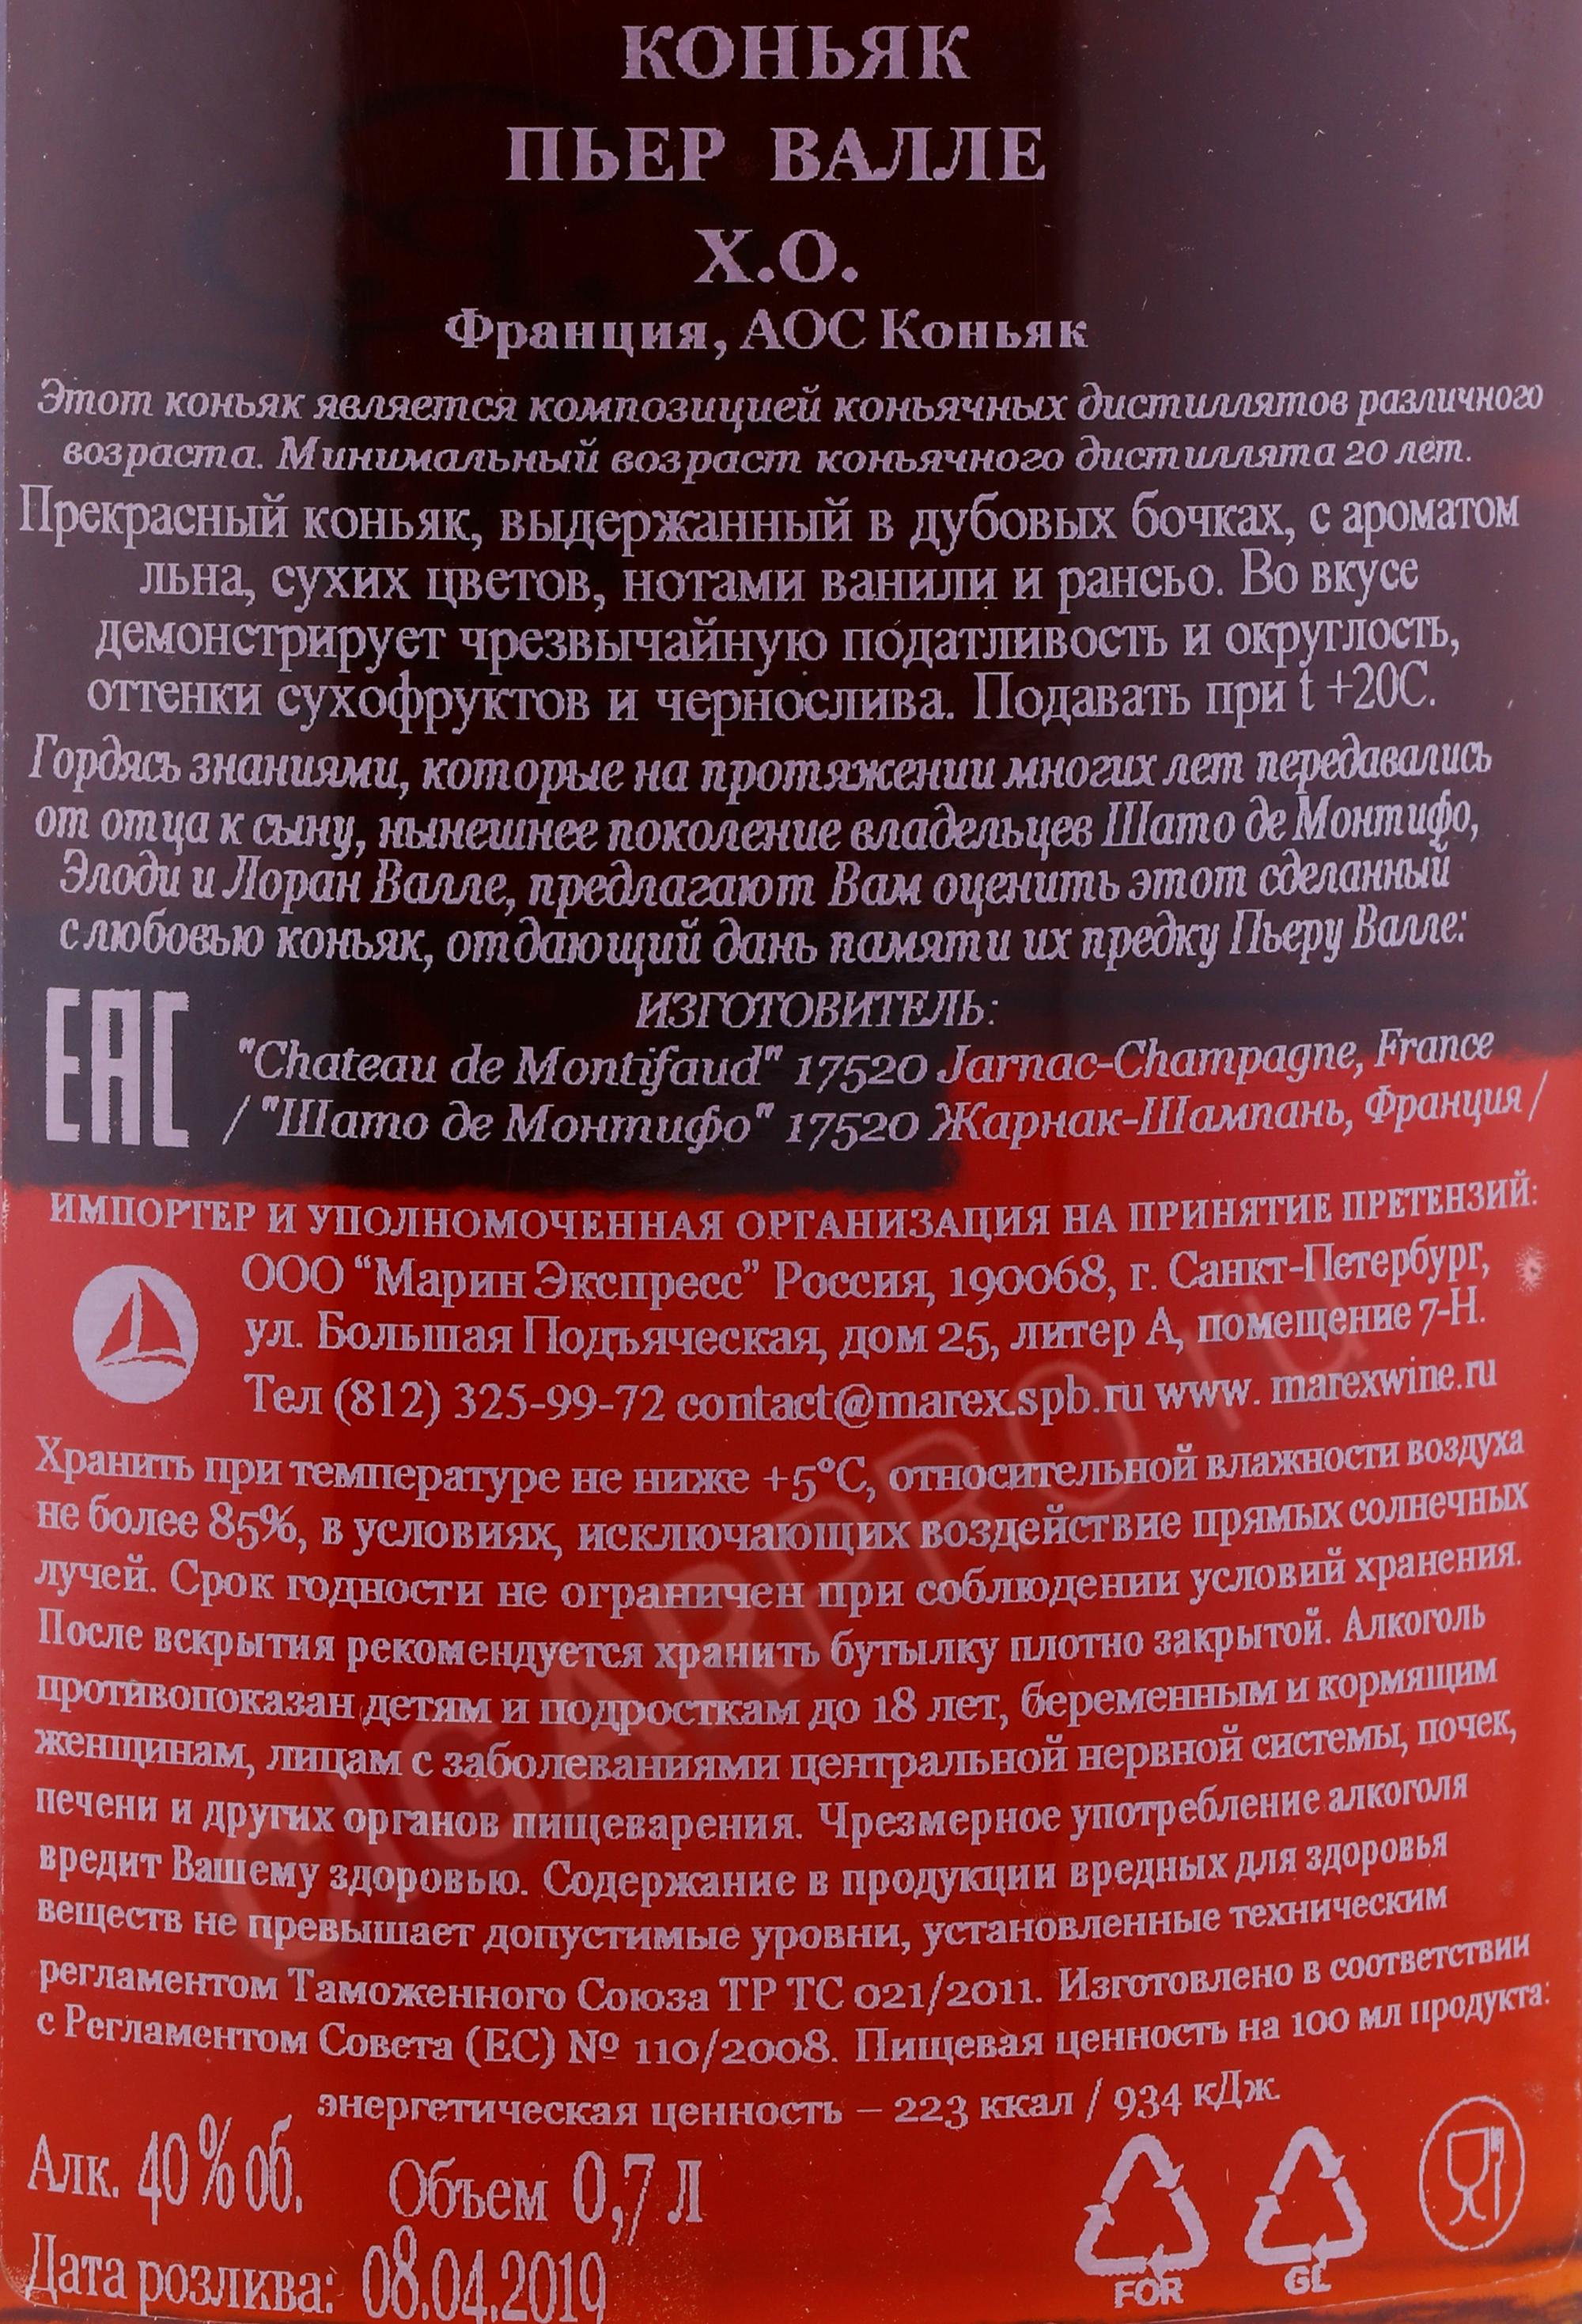 КОНЬЯК
ПЬЕР ВАЛЛЕ
X.O.
Франция, АОС Коньяк
Этот коньяк является композицией коньячных дистиллятов различного
возраста. Минимальный возраст коньячного дистиллята 20 лет.
Прекрасный коньяк, выдержанный в дубовых бочках, с ароматом
льна, сухих цветов, нотами ванили и рансьо. Во вкусе
демонстрирует чрезвычайную податливость и округлость,
оттенки сухофруктов и чернослива. Подавать при t +20С.
Гордясь знаниями, которые на протяжении многих лет передавались
от отца к сыну, нынешнее поколение владельцев Шато де Монтифо,
Элоди и Лоран Валле, предлагают Вам оценить этот сделанный
с любовью коньяк, отдающий дань памяти их предку Пьеру Валле:
EAC
ИЗГОТОВИТЕЛЬ:
"Chateau de Montifaud" 17520 Jarnac-Champagne, France
/ "Шато де Монтифо" 17520 Жарнак-Шампань, Франция /
ИМПОРТЕР И УПОЛНОМОЧЕННАЯ ОРГАНИЗАЦИЯ НА ПРИНЯТИЕ ПРЕТЕНЗИЙ:
ООО “Марин Экспресс” Россия, 190068, г. Санкт-Петербург,
ул. Большая Подъяческая, дом 25, литер А, помещение 7-Н.
Тел (812) 325-99-72 contact@marex.spb.ru www. marexwine.ru
Хранить при температуре не ниже +5°С, относительной влажности воздуха
не более 85%, в условиях, исключающих воздействие прямых солнечных
лучей. Срок годности не ограничен при соблюдении условий хранения.
После вскрытия рекомендуется хранить бутылку плотно закрытой. Алкоголь
противопоказан детям и подросткам до 18 лет, беременным и кормящим
женщинам, лицам с заболеваниями центральной нервной системы, почек,
печени и других органов пищеварения. Чрезмерное употребление алкоголя
вредит Вашему здоровью. Содержание в продукции вредных для здоровья
веществ не превышает допустимые уровни, установленные техническим
регламентом Таможенного Союза ТР ТС 021/2011. Изготовлено в соответствии
с Регламентом Совета (ЕС) № 110/2008. Пищевая ценность на 100 мл продукта:
энергетическая ценность – 223 ккал / 934 кДж.
Алк. 40% об. Объем 0,7 л
Дата розлива: 08.04.2019
FOR
GL
CIGARPRO.ru